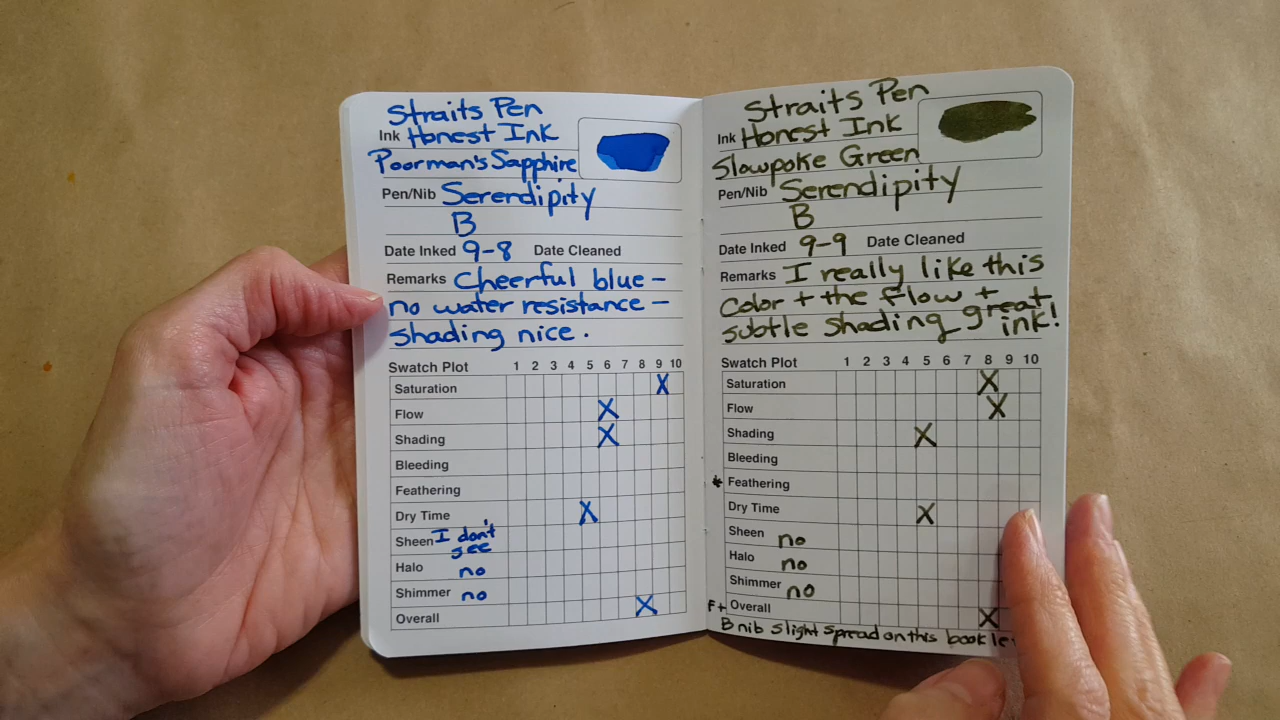 Straits Pen
Ink Honest Ink
Poorman's Sapphire
Pen/Nib Serendipity
B
Date Inked 9-8 Date Cleaned
Remarks Cheerful blue -
no water resistance -
shading nice.
Swatch Plot 1 2 3 4 5 6 7 8 9 10
Saturation X
Flow X
Shading X
Bleeding
Feathering
Dry Time X
Sheen I don't
see
Halo no
Shimmer no
Overall X
Straits Pen
Ink Honest Ink
Slowpoke Green
Pen/Nib Serendipity
B
Date Inked 9-9 Date Cleaned
Remarks I really like this
color + the flow +
subtle shading great
ink!
Swatch Plot 1 2 3 4 5 6 7 8 9 10
Saturation X
Flow X
Shading X
Bleeding
* Feathering
Dry Time X
Sheen no
Halo no
Shimmer no
F+ Overall X
B nib slight spread on this book